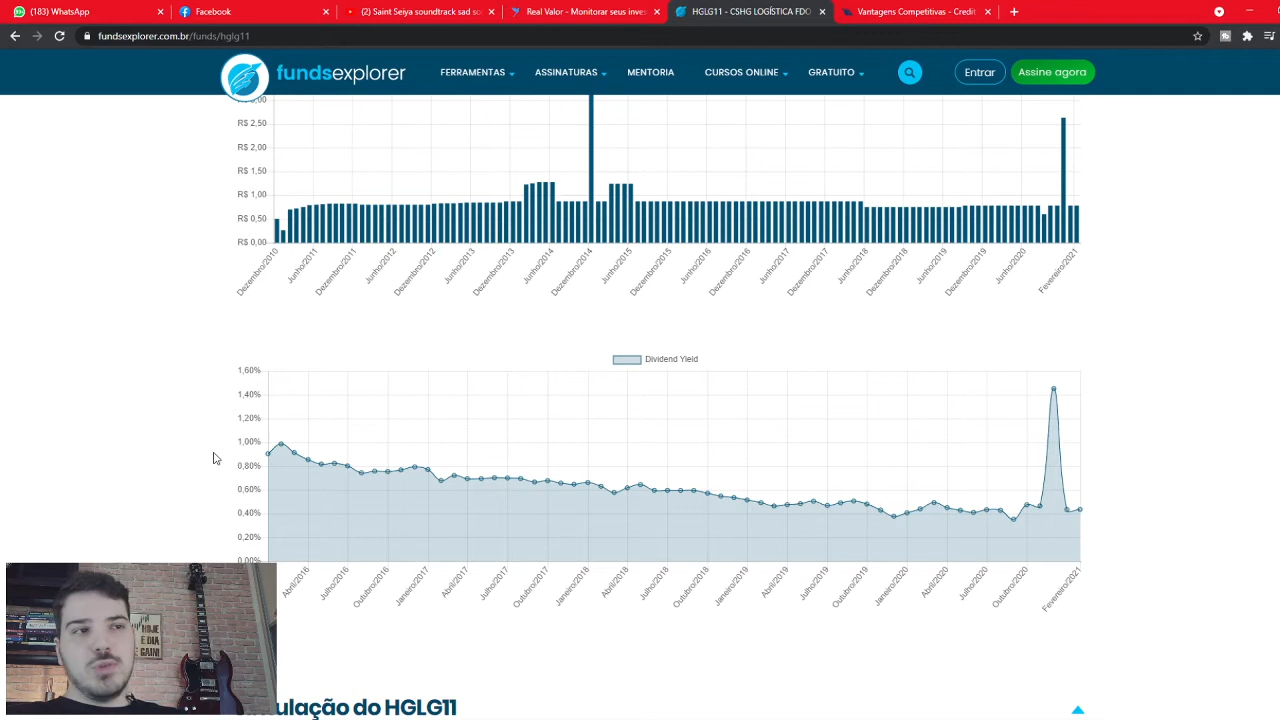 (183) WhatsApp
Facebook
(2) Saint Seiya soundtrack sad so
Real Valor - Monitorar seus inves
HGLG11 - CSHG LOGÍSTICA FDO
Vantagens Competitivas - Credit
fundsexplorer.com.br/funds/hglg11
fundsexplorer
FERRAMENTAS
ASSINATURAS
MENTORIA
CURSOS ONLINE
GRATUITO
Entrar
Assine agora
R$ 2,50
R$ 2,00
R$ 1,50
R$ 1,00
R$ 0,50
R$ 0,00
Dezembro/2010
Junho/2011
Dezembro/2011
Junho/2012
Dezembro/2012
Junho/2013
Dezembro/2013
Junho/2014
Dezembro/2014
Junho/2015
Dezembro/2015
Junho/2016
Dezembro/2016
Junho/2017
Dezembro/2017
Junho/2018
Dezembro/2018
Junho/2019
Dezembro/2019
Junho/2020
Fevereiro/2021
Dividend Yield
1,60%
1,40%
1,20%
1,00%
0,80%
0,60%
0,40%
0,20%
0,00%
Abril/2016
Julho/2016
Outubro/2016
Janeiro/2017
Abril/2017
Julho/2017
Outubro/2017
Janeiro/2018
Abril/2018
Julho/2018
Outubro/2018
Janeiro/2019
Abril/2019
Julho/2019
Outubro/2019
Janeiro/2020
Abril/2020
Julho/2020
Outubro/2020
Fevereiro/2021
HOJE
E DIA
DE GAIN!
ulação do HGLG11